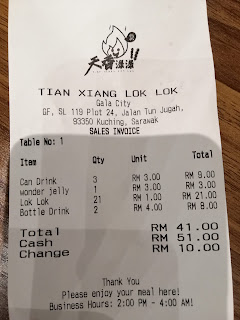 天香漉漉!!
TIAN XIANG LOK LOK
Gala City
GF, SL 119 Plot 24, Jalan Tun Jugah,
93350 Kuching, Sarawak
SALES INVOICE
Table No: 1
Item Qty Unit Total
Can Drink 3 RM 3.00 RM 9.00
wonder jelly 1 RM 3.00 RM 3.00
Lok Lok 21 RM 1.00 RM 21.00
Bottle Drink 2 RM 4.00 RM 8.00
Total RM 41.00
Cash RM 51.00
Change RM 10.00
Thank You
Please enjoy your meal here!
Business Hours: 2:00 PM - 4:00 AM!